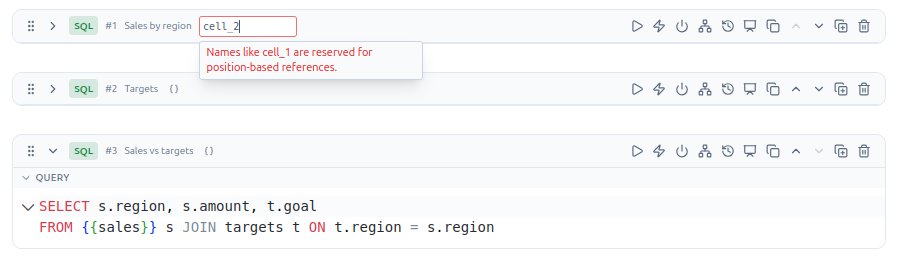 SQL #1 Sales by region cell_2
Names like cell_1 are reserved for
position-based references.
SQL #2 Targets {}
SQL #3 Sales vs targets {}
QUERY
SELECT s.region, s.amount, t.goal
FROM {{sales}} s JOIN targets t ON t.region = s.region